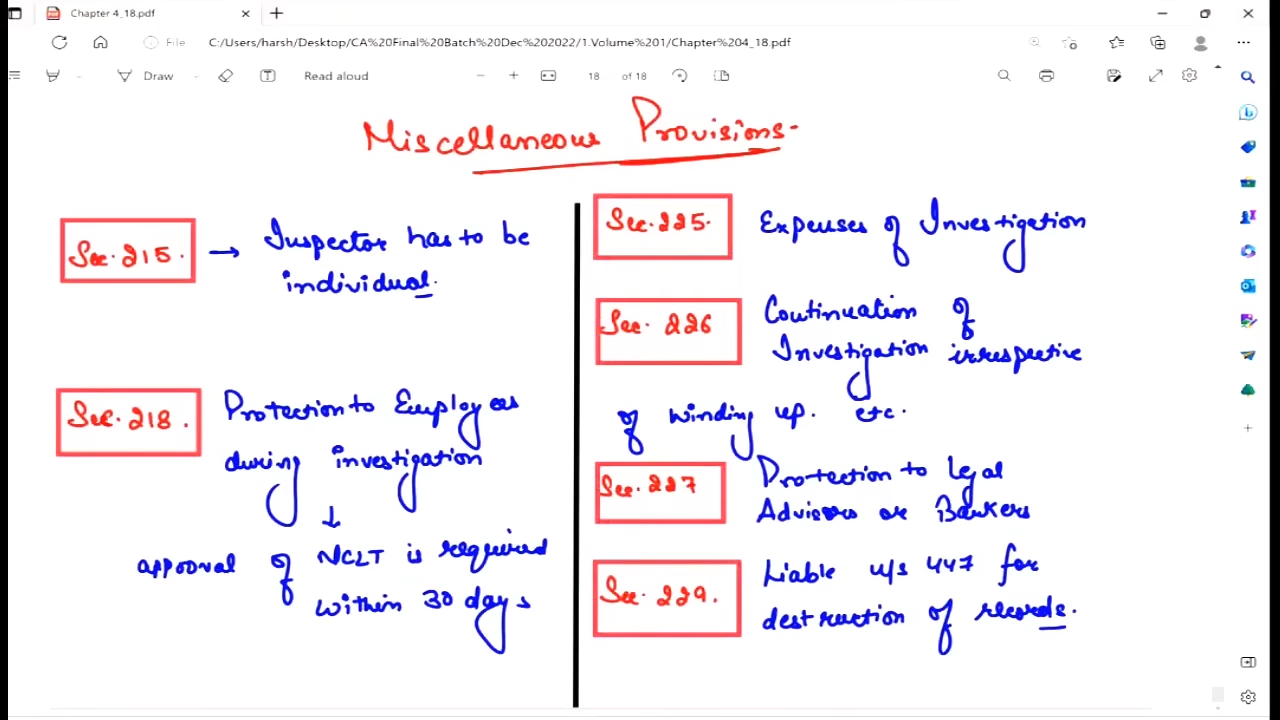 Chapter 4_18.pdf
File C:/Users/harsh/Desktop/CA%20Final%20Batch%20Dec%202022/1.Volume%201/Chapter%204_18.pdf
Draw Read aloud 18 of 18
Miscellaneous Provisions.
Sec. 215. → Inspector has to be
individual.
Sec. 218. Protection to Employees
during investigation
↓
approval of NCLT is required
within 30 days
Sec. 225. Expenses of Investigation
Sec. 226 Continuation of
Investigation irrespective
of winding up. etc.
Sec. 227 Protection to Legal
Advisors or Bankers
Sec. 229. Liable u/s 447 for
destruction of records.